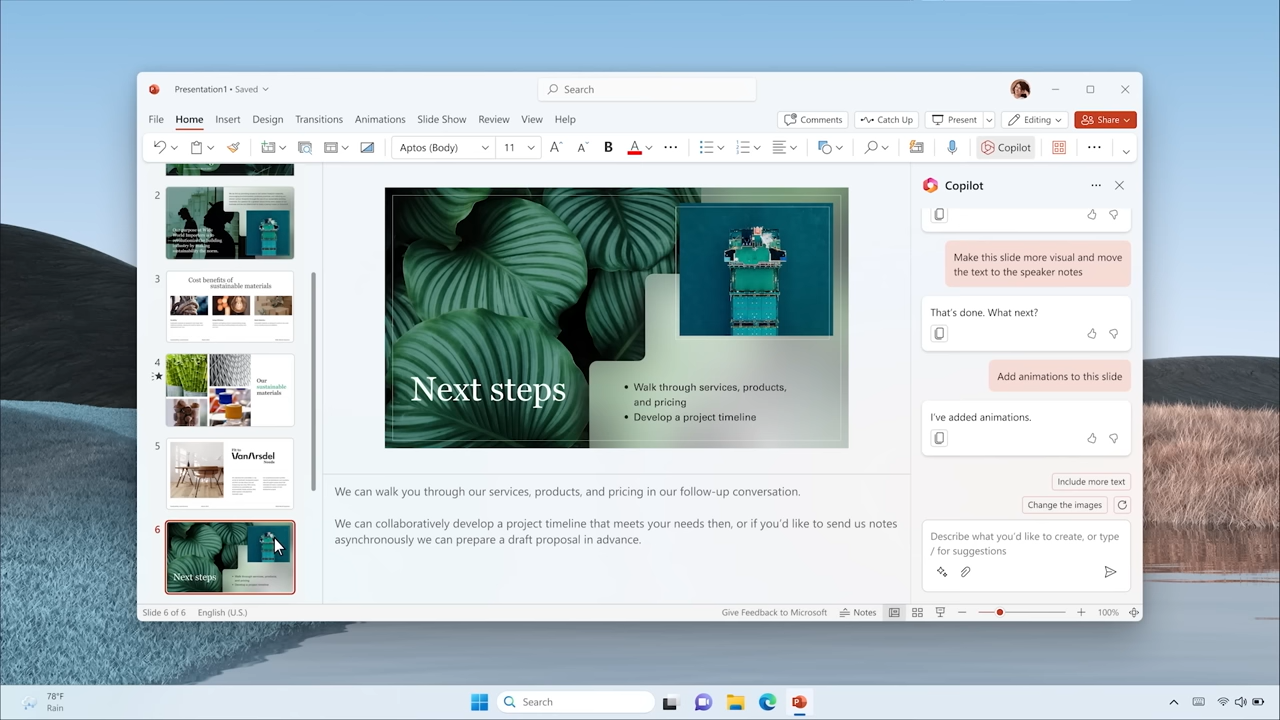 Presentation1 • Saved
Search
File
Home
Insert
Design
Transitions
Animations
Slide Show
Review
View
Help
Comments
Catch Up
Present
Editing
Share
Aptos (Body)
B
A
Copilot
2
3
Cost benefits of
sustainable materials
4
Our
sustainable
materials
5
VanArsdel
6
Next steps
Next steps
• Walk through services, products,
and pricing
• Develop a project timeline
We can walk you through our services, products, and pricing in our follow-up conversation.
We can collaboratively develop a project timeline that meets your needs then, or if you'd like to send us notes
asynchronously we can prepare a draft proposal in advance.
Copilot
Make this slide more visual and move
the text to the speaker notes
That's done. What next?
Add animations to this slide
I've added animations.
Include more text
Change the images
Describe what you'd like to create, or type
/ for suggestions
Slide 6 of 6
English (U.S.)
Give Feedback to Microsoft
Notes
100%
78°F
Rain
Search